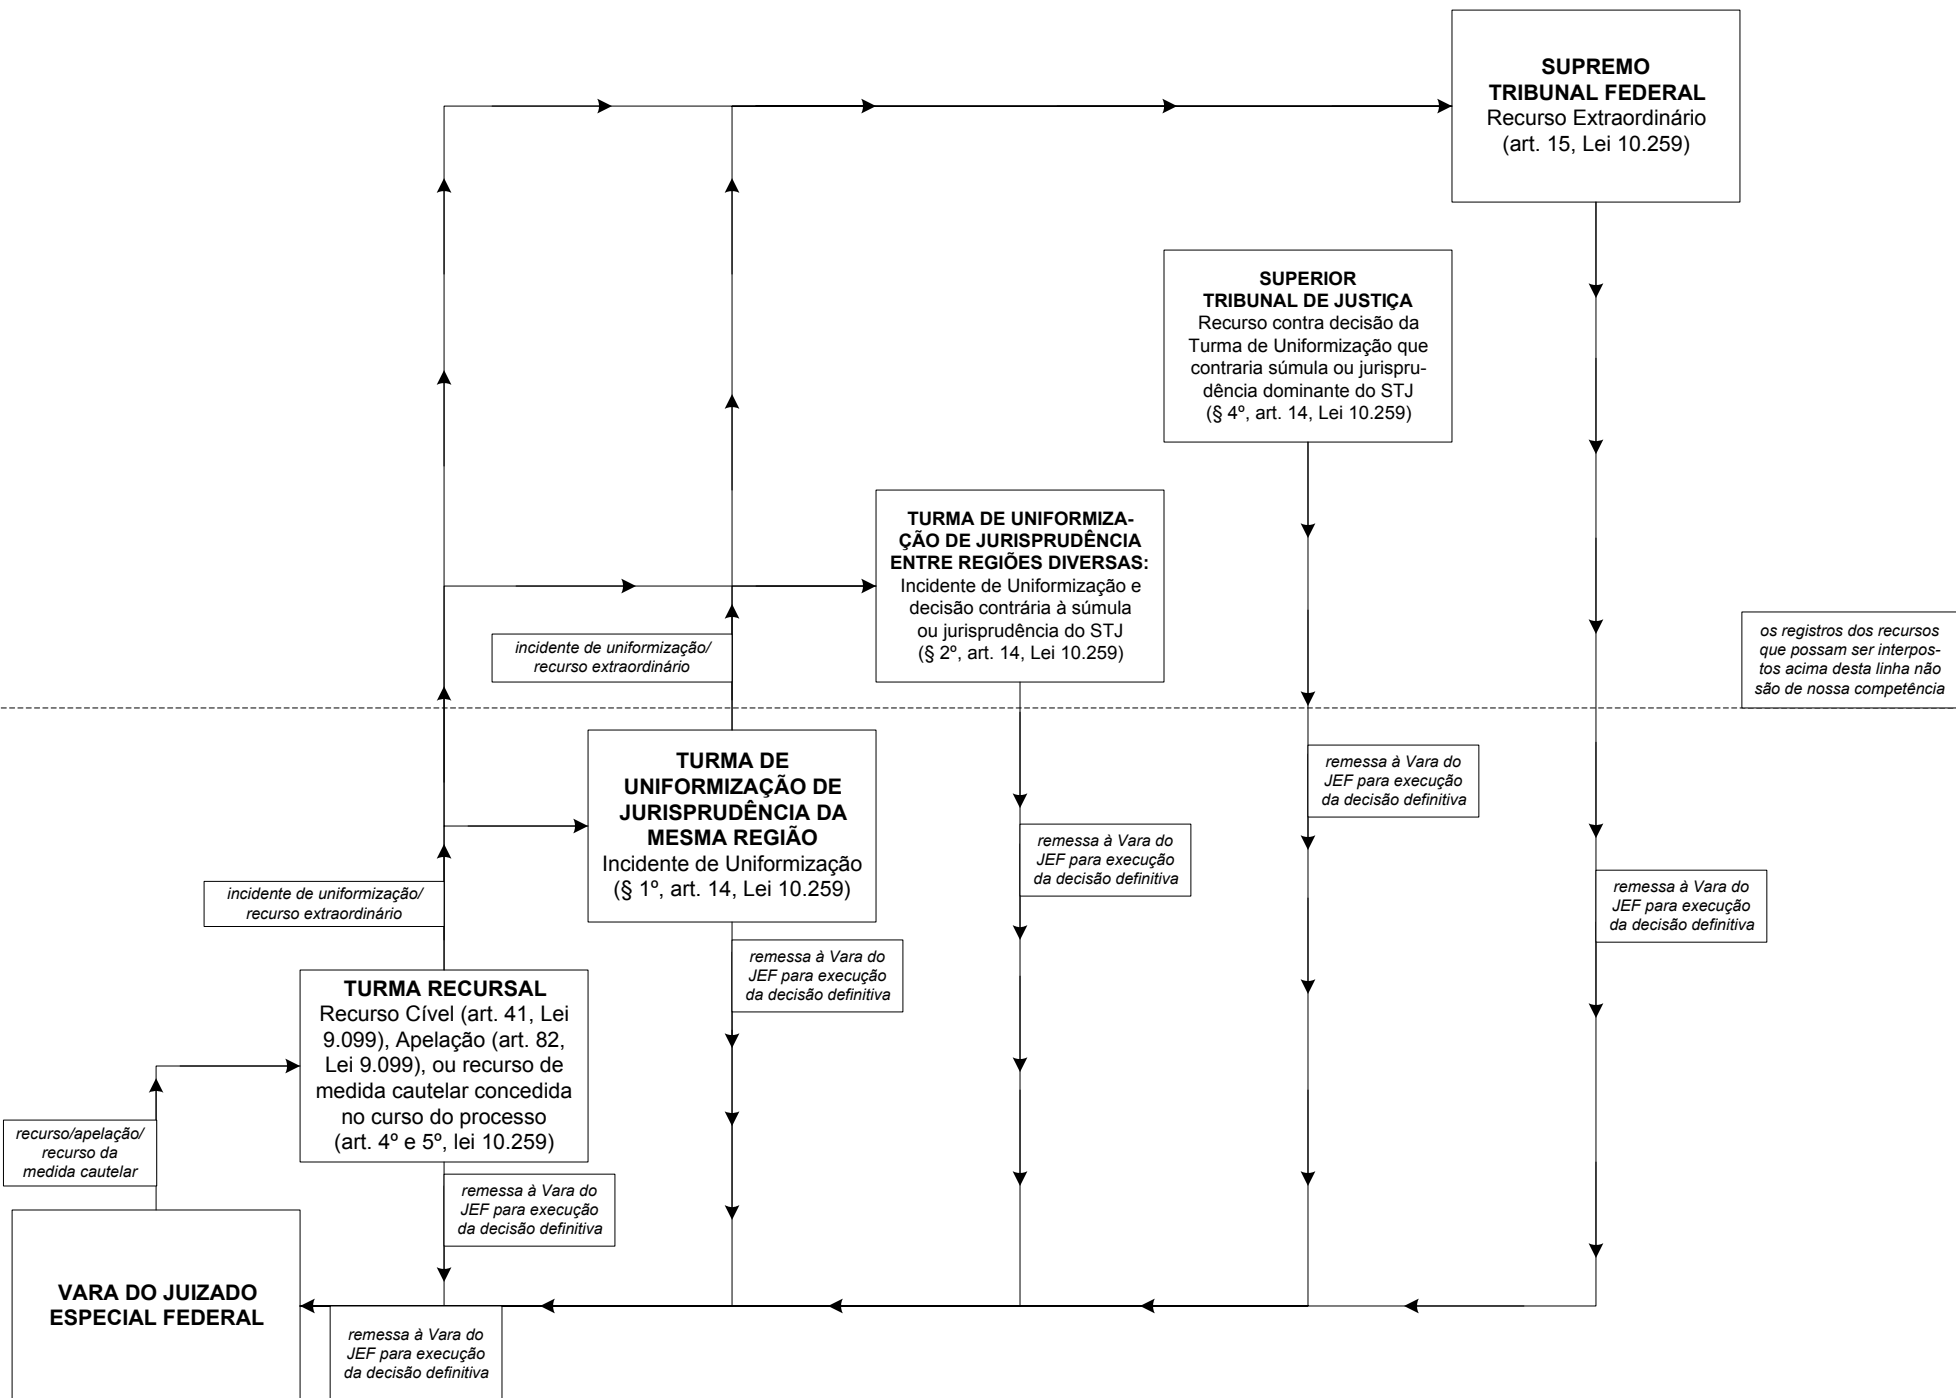 SUPREMO
TRIBUNAL FEDERAL
Recurso Extraordinário
(art. 15, Lei 10.259)
SUPERIOR
TRIBUNAL DE JUSTIÇA
Recurso contra decisão da
Turma de Uniformização que
contraria súmula ou jurispru-
dência dominante do STJ
(§ 4º, art. 14, Lei 10.259)
TURMA DE UNIFORMIZA-
ÇÃO DE JURISPRUDÊNCIA
ENTRE REGIÕES DIVERSAS:
Incidente de Uniformização e
decisão contrária à súmula
ou jurisprudência do STJ
(§ 2º, art. 14, Lei 10.259)
incidente de uniformização/
recurso extraordinário
os registros dos recursos
que possam ser interpos-
tos acima desta linha não
são de nossa competência
TURMA DE
UNIFORMIZAÇÃO DE
JURISPRUDÊNCIA DA
MESMA REGIÃO
Incidente de Uniformização
(§ 1º, art. 14, Lei 10.259)
remessa à Vara do
JEF para execução
da decisão definitiva
remessa à Vara do
JEF para execução
da decisão definitiva
remessa à Vara do
JEF para execução
da decisão definitiva
incidente de uniformização/
recurso extraordinário
remessa à Vara do
JEF para execução
da decisão definitiva
TURMA RECURSAL
Recurso Cível (art. 41, Lei
9.099), Apelação (art. 82,
Lei 9.099), ou recurso de
medida cautelar concedida
no curso do processo
(art. 4º e 5º, lei 10.259)
recurso/apelação/
recurso da
medida cautelar
remessa à Vara do
JEF para execução
da decisão definitiva
VARA DO JUIZADO
ESPECIAL FEDERAL
remessa à Vara do
JEF para execução
da decisão definitiva